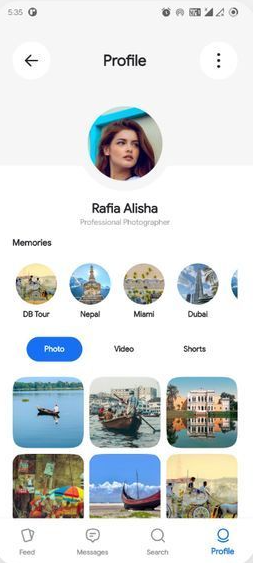 5:35
Profile
Rafia Alisha
Professional Photographer
Memories
DB Tour Nepal Miami Dubai
Photo Video Shorts
Feed Messages Search Profile